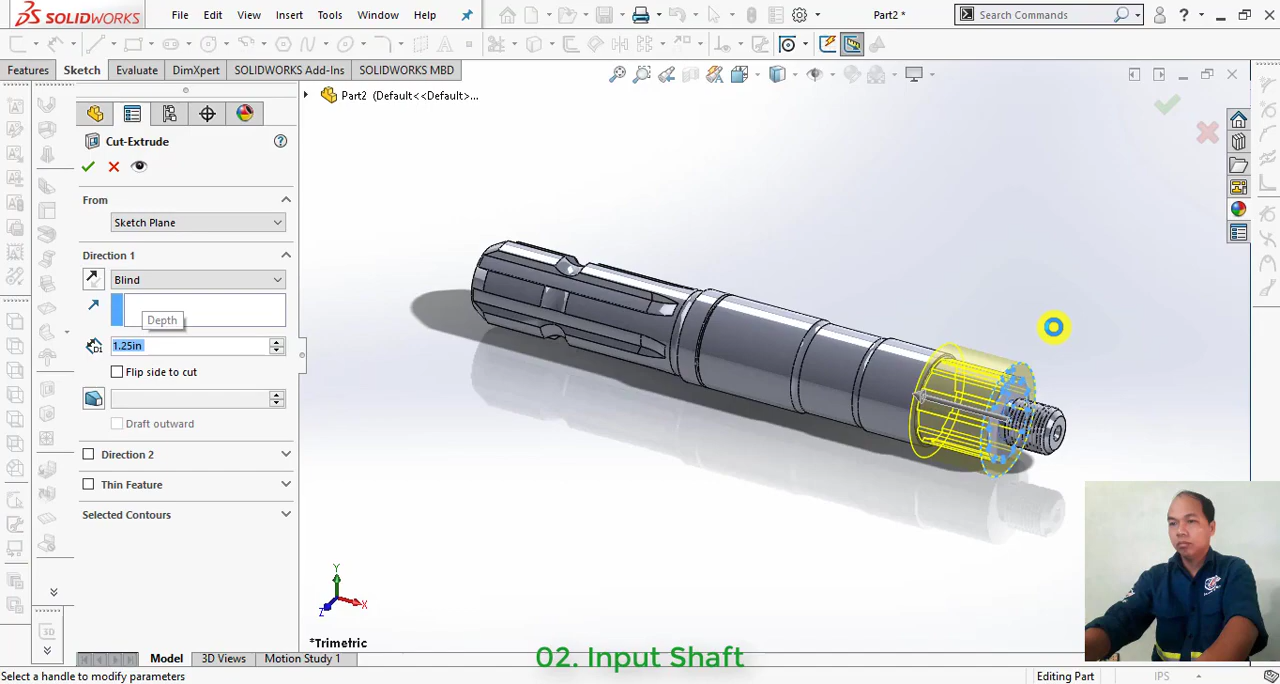 SOLIDWORKS
File Edit View Insert Tools Window Help
Part2 *
Search Commands
Features Sketch Evaluate DimXpert SOLIDWORKS Add-Ins SOLIDWORKS MBD
Part2 (Default<<Default>...
Cut-Extrude
From
Sketch Plane
Direction 1
Blind
Depth
1.25in
Flip side to cut
Draft outward
Direction 2
Thin Feature
Selected Contours
Y
X
Z
*Trimetric
3D
Model 3D Views Motion Study 1
02. Input Shaft
Select a handle to modify parameters
Editing Part
IPS